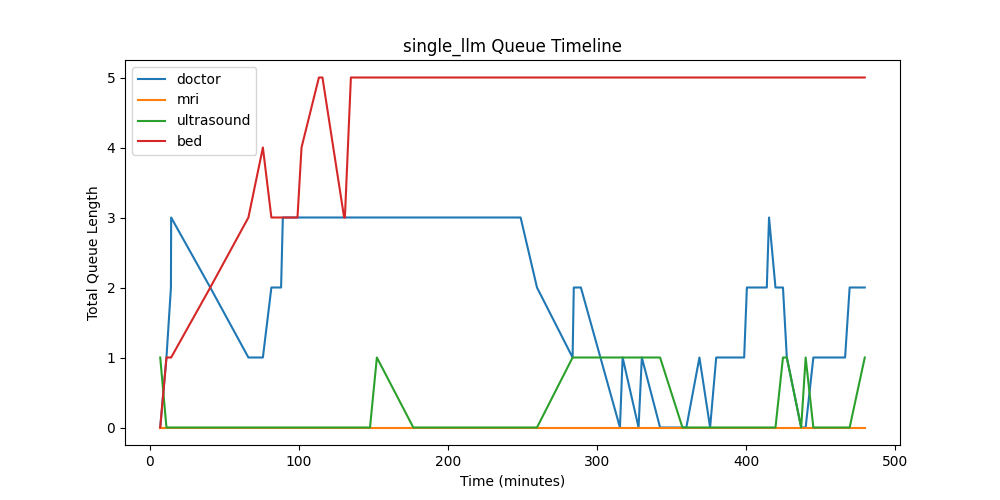 single_llm Queue Timeline
doctor
mri
ultrasound
bed
Total Queue Length
5
4
3
2
1
0
0 100 200 300 400 500
Time (minutes)